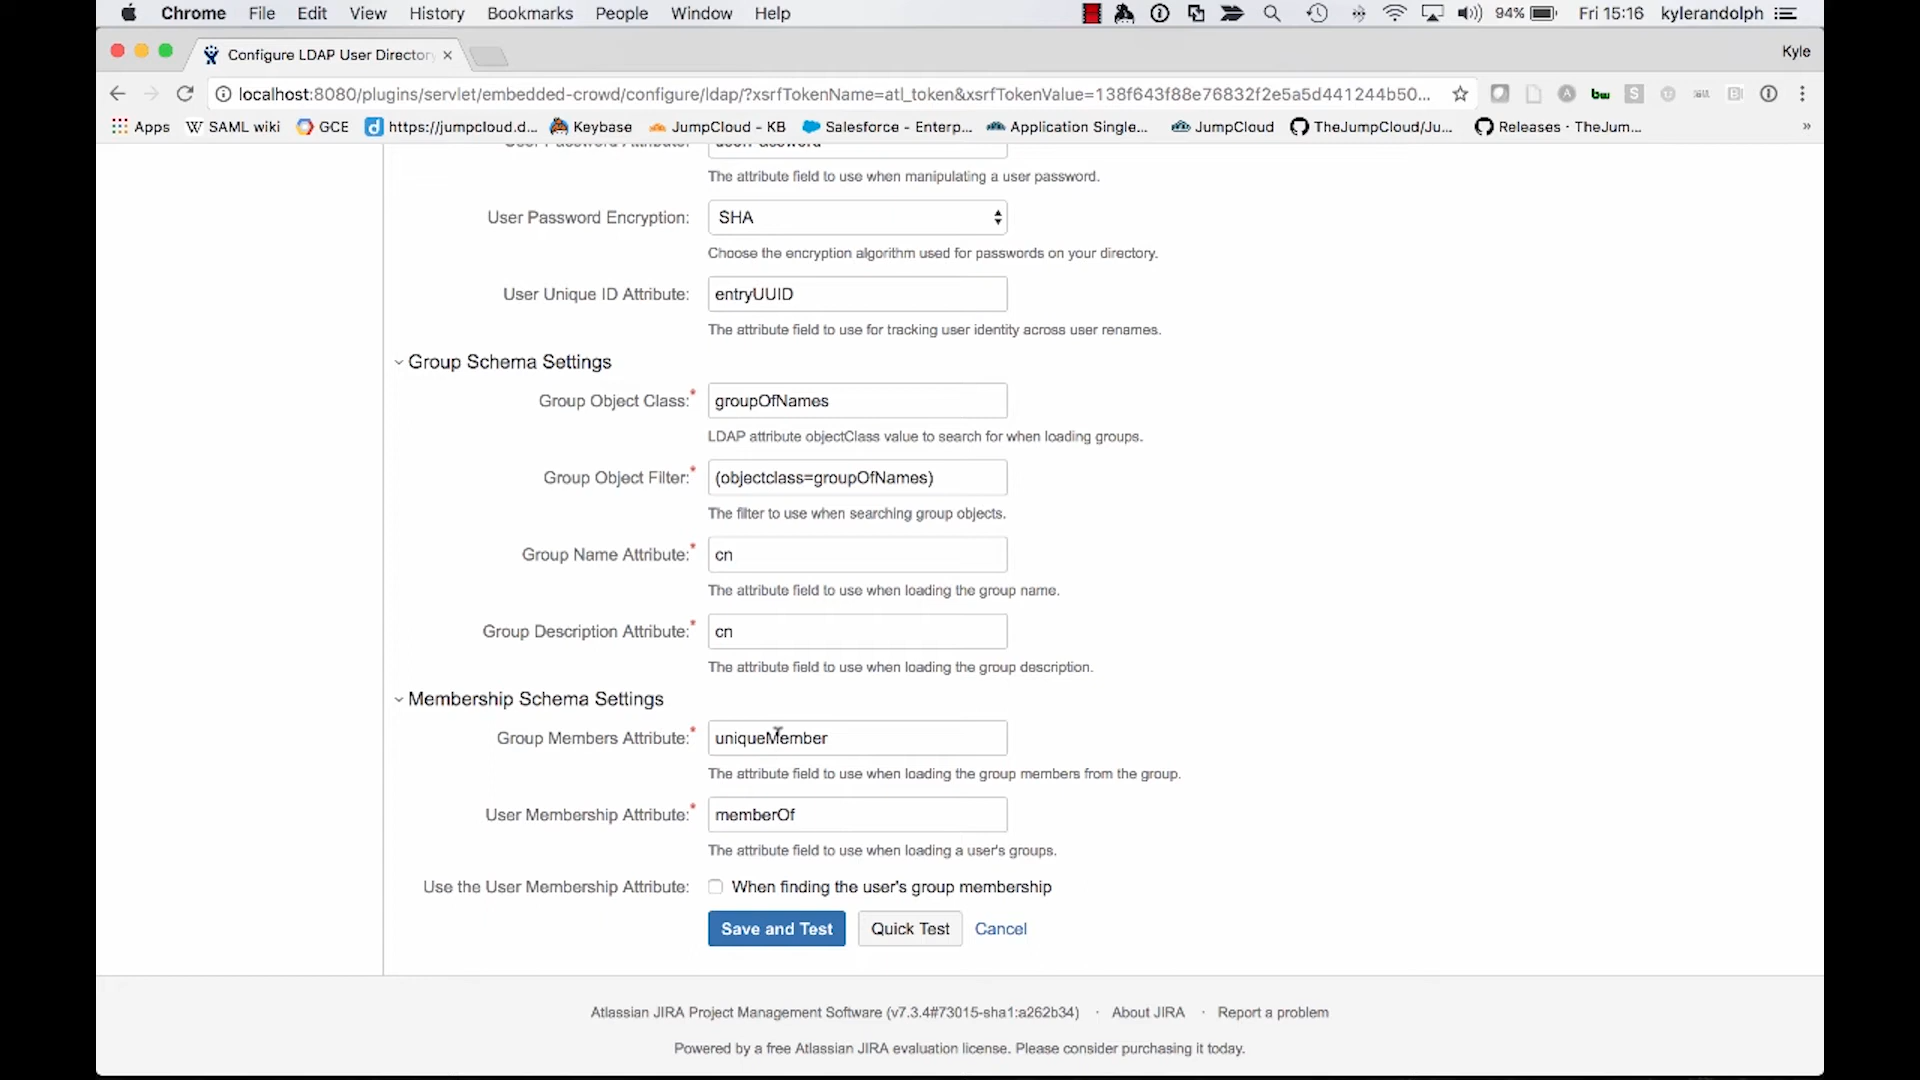 Chrome File Edit View History Bookmarks People Window Help 94% Fri 15:16 kylerandolph
Configure LDAP User Director Kyle
localhost:8080/plugins/servlet/embedded-crowd/configure/ldap/?xsrfTokenName=atl_token&xsrfTokenValue=138f643f88e76832f2e5a5d441244b50...
Apps SAML wiki GCE https://jumpcloud.d... Keybase JumpCloud - KB Salesforce - Enterp... Application Single... JumpCloud TheJumpCloud/Ju... Releases · TheJum... »
The attribute field to use when manipulating a user password.
User Password Encryption: SHA
Choose the encryption algorithm used for passwords on your directory.
User Unique ID Attribute: entryUUID
The attribute field to use for tracking user identity across user renames.
Group Schema Settings
Group Object Class:* groupOfNames
LDAP attribute objectClass value to search for when loading groups.
Group Object Filter:* (objectclass=groupOfNames)
The filter to use when searching group objects.
Group Name Attribute:* cn
The attribute field to use when loading the group name.
Group Description Attribute:* cn
The attribute field to use when loading the group description.
Membership Schema Settings
Group Members Attribute:* uniqueMember
The attribute field to use when loading the group members from the group.
User Membership Attribute:* memberOf
The attribute field to use when loading a user's groups.
Use the User Membership Attribute: When finding the user's group membership
Save and Test Quick Test Cancel
Atlassian JIRA Project Management Software (v7.3.4#73015-sha1:a262b34) · About JIRA · Report a problem
Powered by a free Atlassian JIRA evaluation license. Please consider purchasing it today.